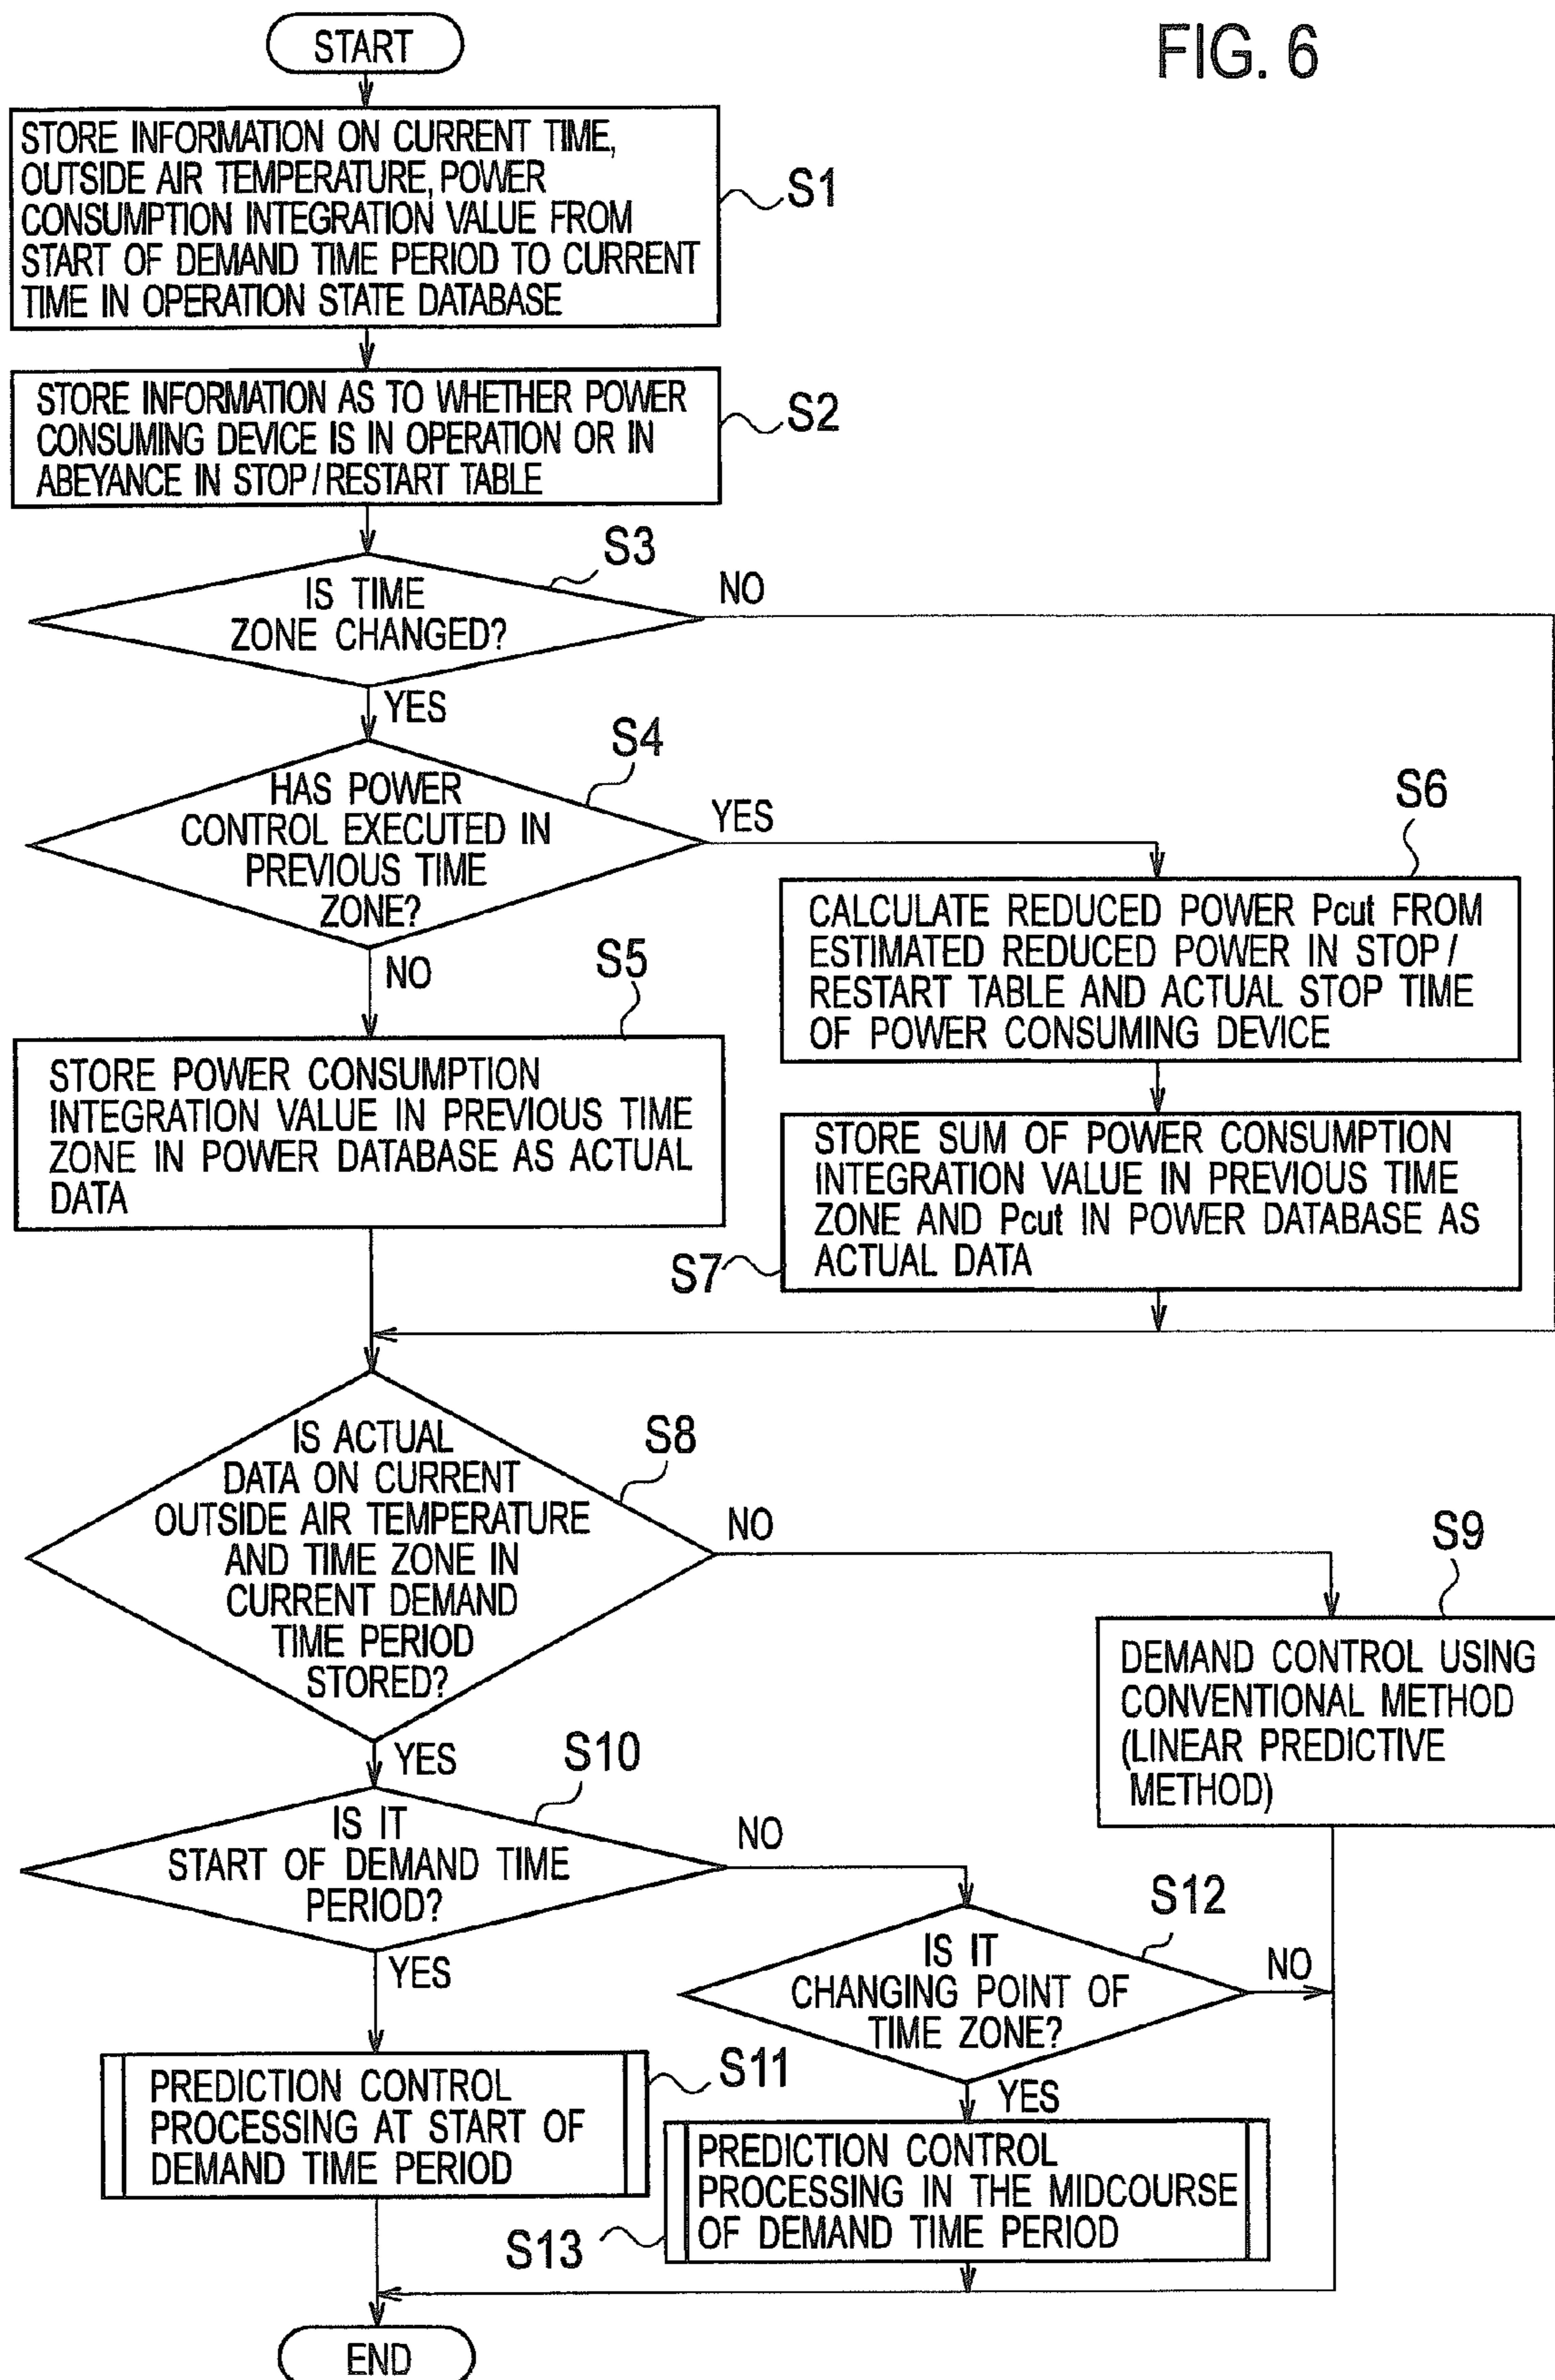 FIG. 6
START
STORE INFORMATION ON CURRENT TIME,
OUTSIDE AIR TEMPERATURE, POWER
CONSUMPTION INTEGRATION VALUE FROM
START OF DEMAND TIME PERIOD TO CURRENT
TIME IN OPERATION STATE DATABASE
S1
STORE INFORMATION AS TO WHETHER POWER
CONSUMING DEVICE IS IN OPERATION OR IN
ABEYANCE IN STOP/RESTART TABLE
S2
S3
IS TIME
ZONE CHANGED?
NO
YES
S4
HAS POWER
CONTROL EXECUTED IN
PREVIOUS TIME
ZONE?
YES
NO
S6
CALCULATE REDUCED POWER Pcut FROM
ESTIMATED REDUCED POWER IN STOP/
RESTART TABLE AND ACTUAL STOP TIME
OF POWER CONSUMING DEVICE
S5
STORE POWER CONSUMPTION
INTEGRATION VALUE IN PREVIOUS TIME
ZONE IN POWER DATABASE AS ACTUAL
DATA
STORE SUM OF POWER CONSUMPTION
INTEGRATION VALUE IN PREVIOUS TIME
ZONE AND Pcut IN POWER DATABASE AS
ACTUAL DATA
S7
S8
IS ACTUAL
DATA ON CURRENT
OUTSIDE AIR TEMPERATURE
AND TIME ZONE IN
CURRENT DEMAND
TIME PERIOD
STORED?
NO
YES
S9
DEMAND CONTROL USING
CONVENTIONAL METHOD
(LINEAR PREDICTIVE
METHOD)
S10
IS IT
START OF DEMAND TIME
PERIOD?
NO
YES
S12
IS IT
CHANGING POINT OF
TIME ZONE?
NO
YES
PREDICTION CONTROL
PROCESSING AT START OF
DEMAND TIME PERIOD
S11
PREDICTION CONTROL
PROCESSING IN THE MIDCOURSE
OF DEMAND TIME PERIOD
S13
END